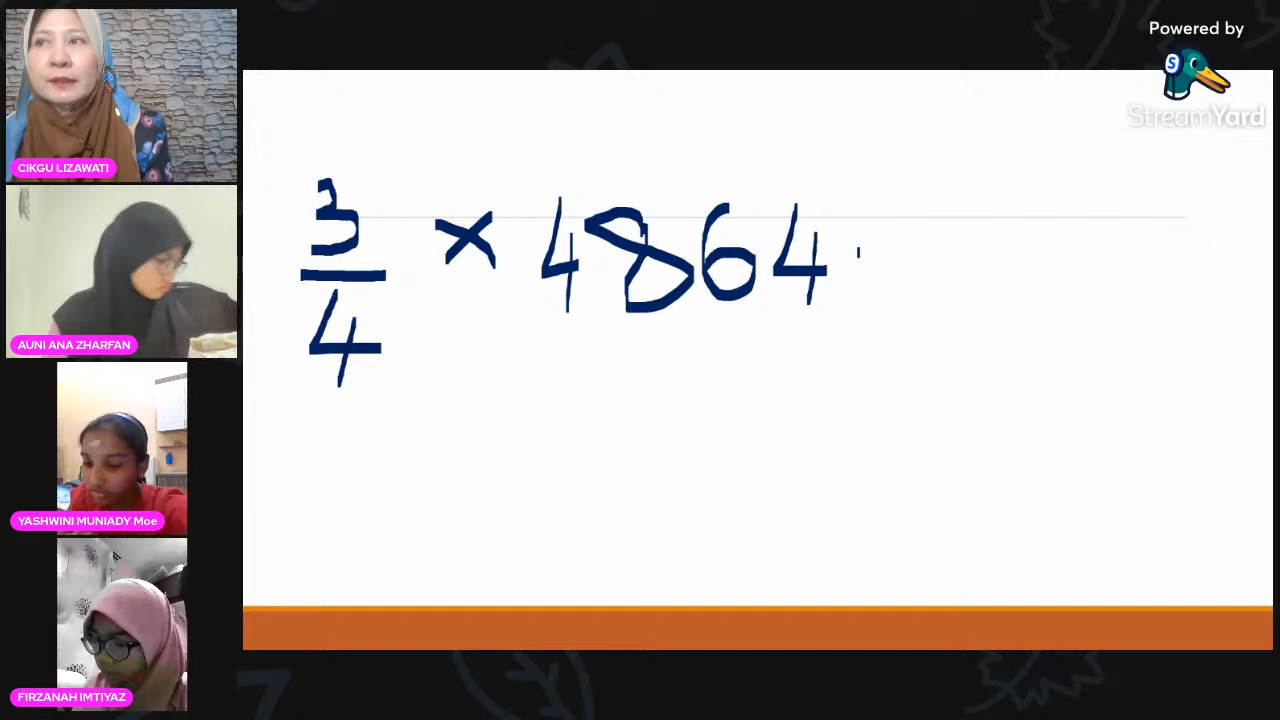 Powered by
S
StreamYard
CIKGU LIZAWATI
3/4 × 4864
AUNI ANA ZHARFAN
YASHWINI MUNIADY Moe
FIRZANAH IMTIYAZ